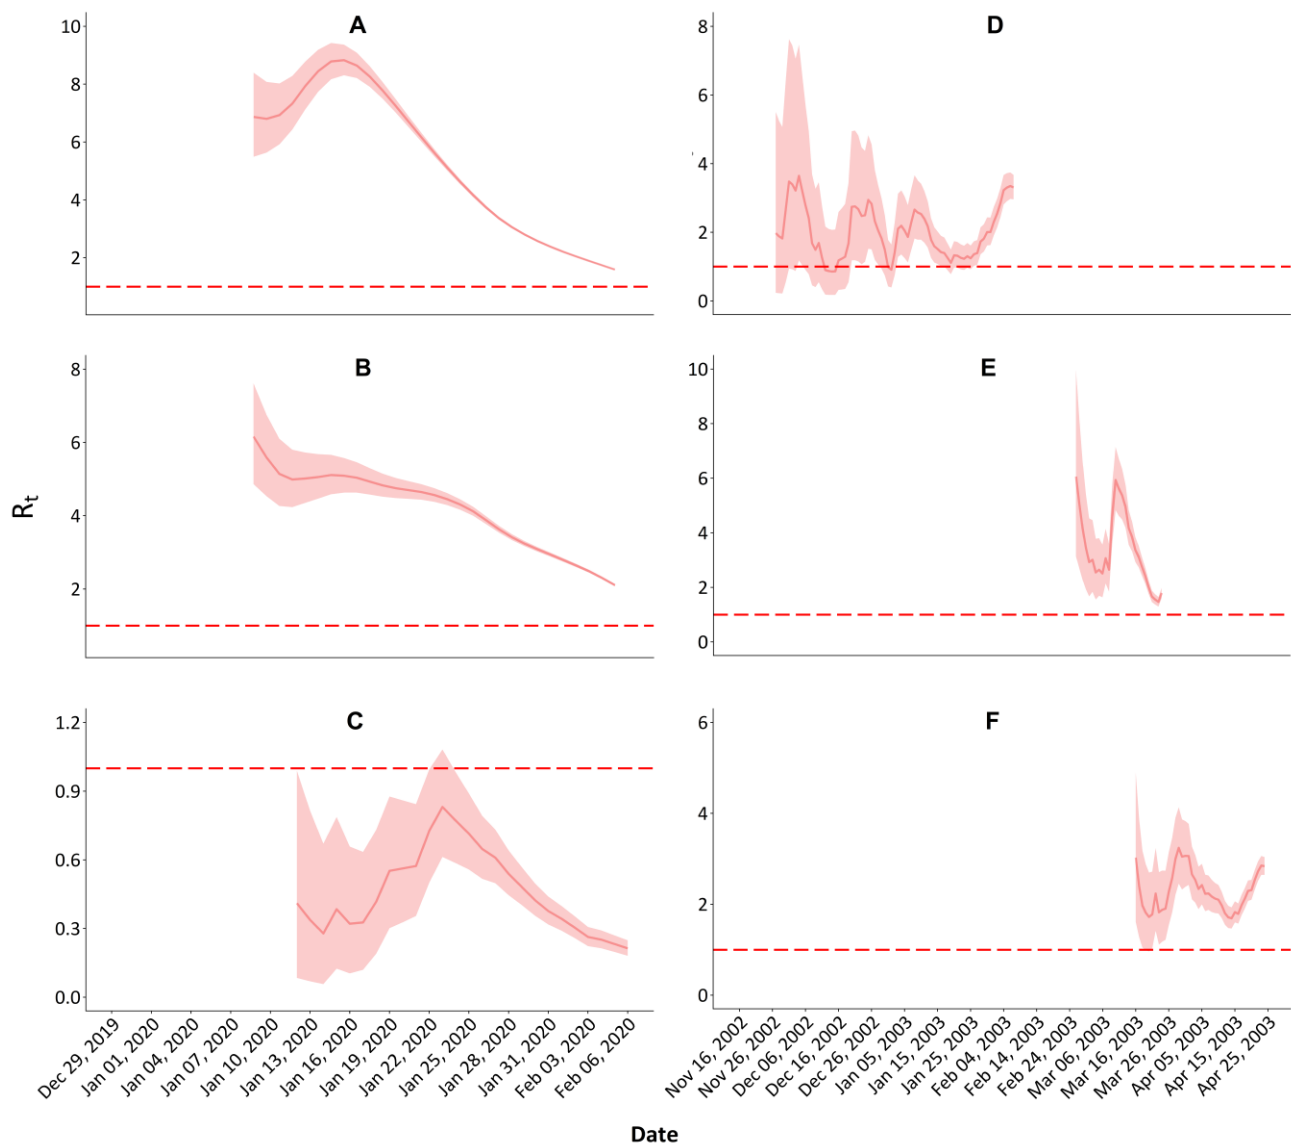 A
10
8
6
4
2
D
8
6
4
2
0
B
8
6
4
2
E
10
8
6
4
2
0
Rt
C
1.2
0.9
0.6
0.3
0.0
F
6
4
2
0
Dec 29, 2019
Jan 01, 2020
Jan 04, 2020
Jan 07, 2020
Jan 10, 2020
Jan 13, 2020
Jan 16, 2020
Jan 19, 2020
Jan 22, 2020
Jan 25, 2020
Jan 28, 2020
Jan 31, 2020
Feb 03, 2020
Feb 06, 2020
Nov 16, 2002
Nov 26, 2002
Dec 06, 2002
Dec 16, 2002
Dec 26, 2002
Jan 05, 2003
Jan 15, 2003
Jan 25, 2003
Feb 04, 2003
Feb 14, 2003
Feb 24, 2003
Mar 06, 2003
Mar 16, 2003
Mar 26, 2003
Apr 05, 2003
Apr 15, 2003
Apr 25, 2003
Date